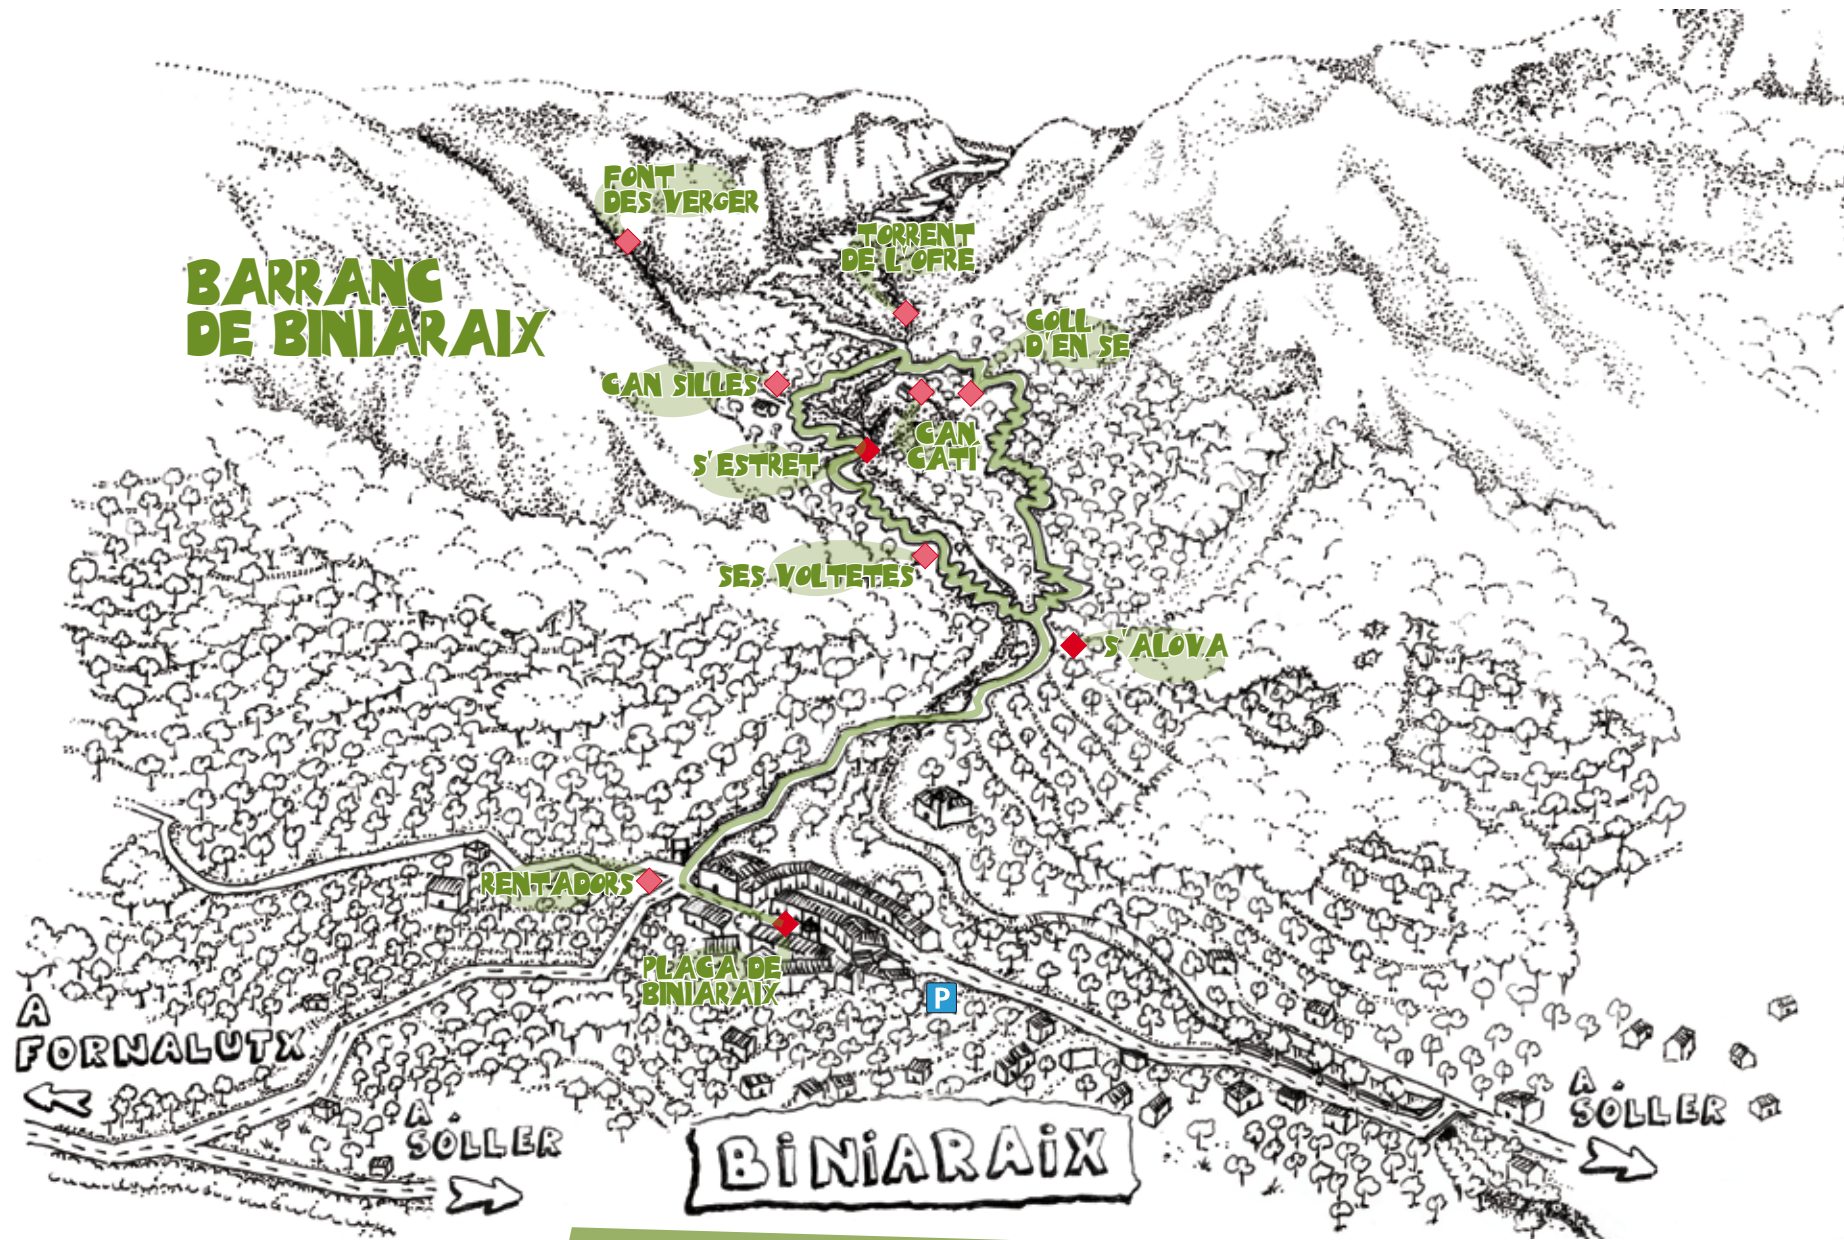 FONT
DES VERGER
TORRENT
DE L'OFRE
BARRANC
DE BINIARAIX
COLL
D'EN SE
CAN SILLES
CAN
CATÍ
S'ESTRET
SES VOLTETES
S'ALOVA
RENTADORS
PLAÇA DE
BINIARAIX
P
A
FORNALUTX
A
SÓLLER
A
SÓLLER
BINIARAIX